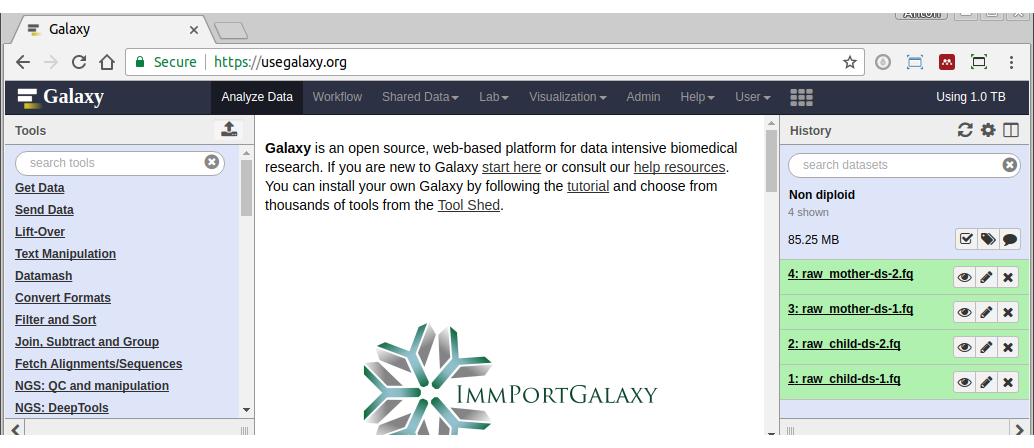 Anton
Galaxy
Secure https://usegalaxy.org
Galaxy Analyze Data Workflow Shared Data Lab Visualization Admin Help User Using 1.0 TB
Tools
search tools
Get Data
Send Data
Lift-Over
Text Manipulation
Datamash
Convert Formats
Filter and Sort
Join, Subtract and Group
Fetch Alignments/Sequences
NGS: QC and manipulation
NGS: DeepTools
Galaxy is an open source, web-based platform for data intensive biomedical
research. If you are new to Galaxy start here or consult our help resources.
You can install your own Galaxy by following the tutorial and choose from
thousands of tools from the Tool Shed.
IMMPORTGALAXY
History
search datasets
Non diploid
4 shown
85.25 MB
4: raw_mother-ds-2.fq
3: raw_mother-ds-1.fq
2: raw_child-ds-2.fq
1: raw_child-ds-1.fq